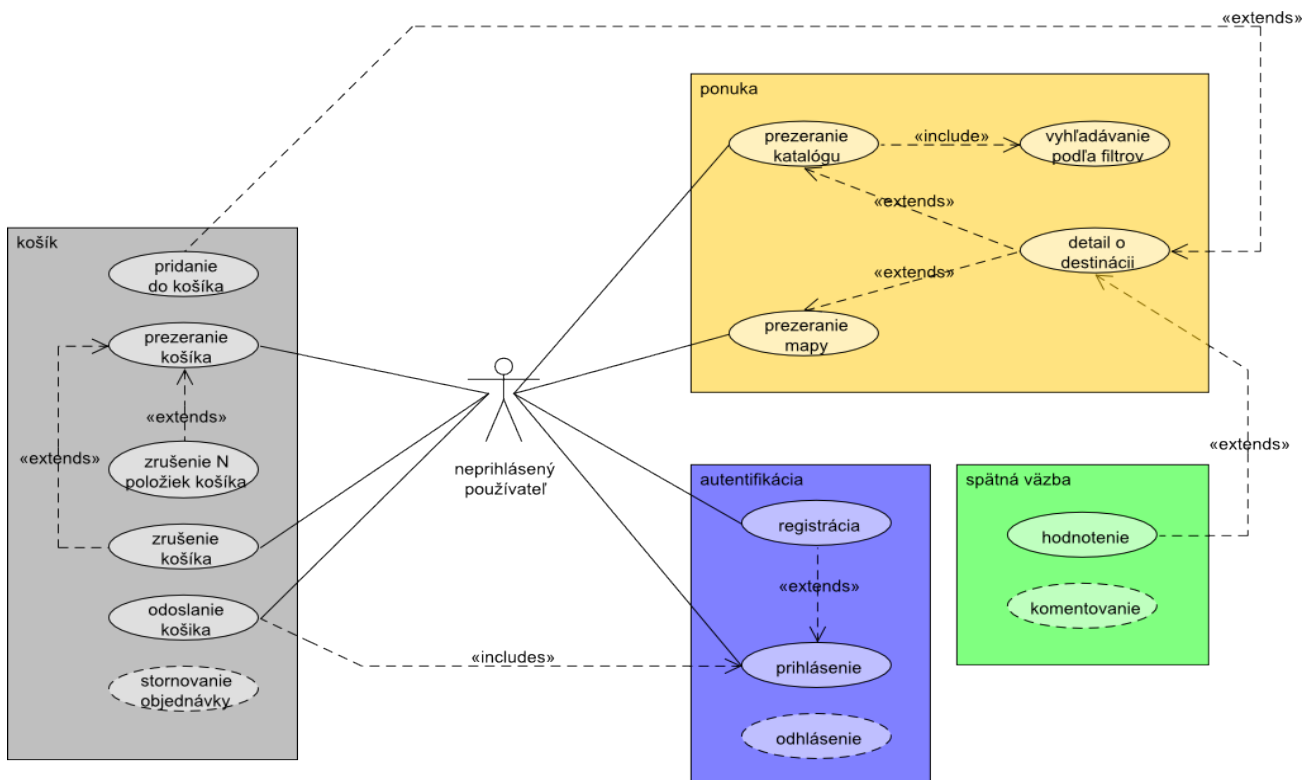 «extends»
ponuka
prezeranie
katalógu
«include»
vyhľadávanie
podľa filtrov
«extends»
košík
pridanie
do košíka
detail o
destinácii
«extends»
prezeranie
košíka
prezeranie
mapy
«extends»
«extends»
zrušenie N
položiek košíka
neprihlásený
používateľ
«extends»
autentifikácia
spätná väzba
registrácia
hodnotenie
zrušenie
košíka
«extends»
odoslanie
košika
komentovanie
«includes»
prihlásenie
stornovanie
objednávky
odhlásenie